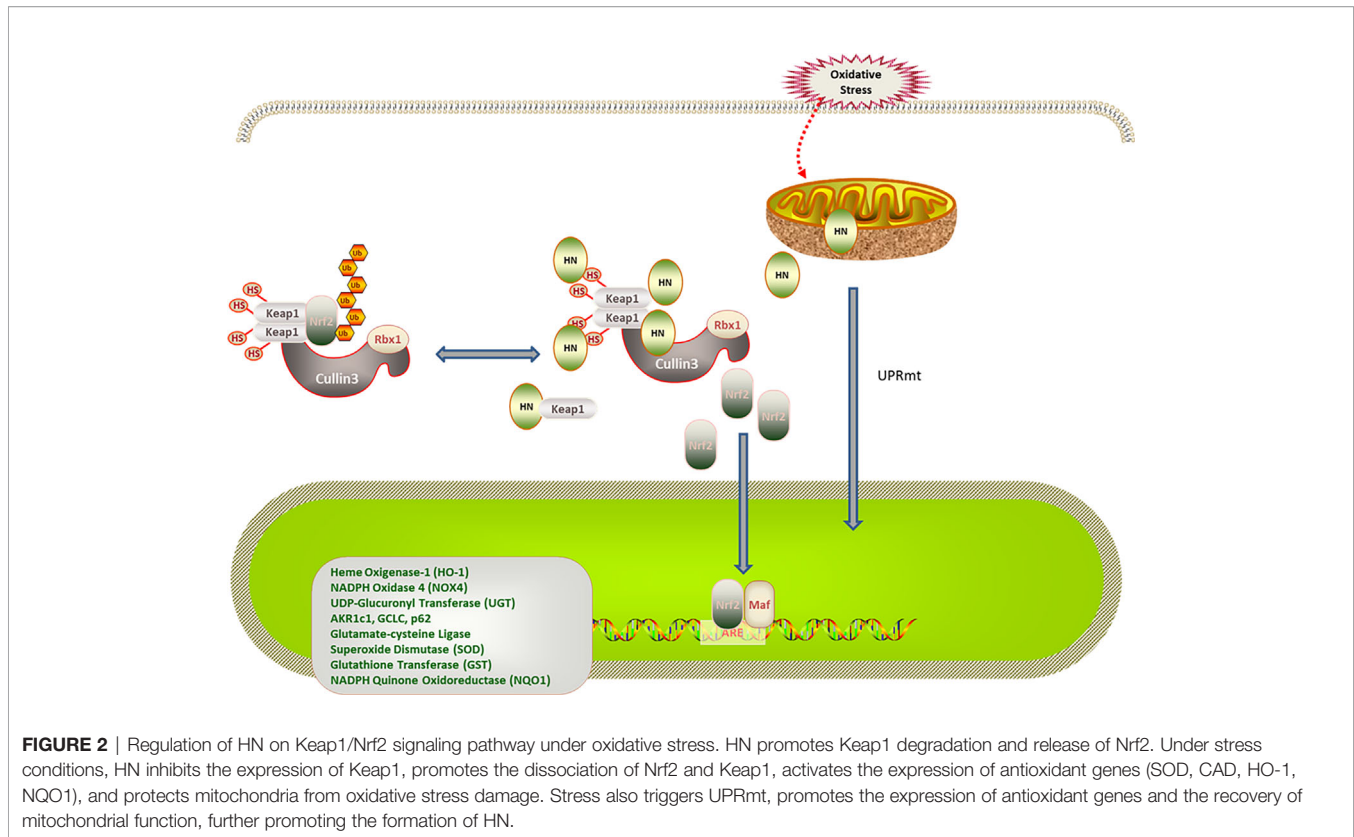 Oxidative
Stress
HN
HN
Ub
Ub
Ub
Ub
Ub
Ub
HS
HS
HS
HS
Keap1
Keap1
Nrf2
Rbx1
Cullin3
HN
HS
HS
HN
Keap1
Keap1
HS
HS
HN
HN
Rbx1
Cullin3
HN
Keap1
Nrf2
Nrf2
Nrf2
UPRmt
Heme Oxigenase-1 (HO-1)
NADPH Oxidase 4 (NOX4)
UDP-Glucuronyl Transferase (UGT)
AKR1c1, GCLC, p62
Glutamate-cysteine Ligase
Superoxide Dismutase (SOD)
Glutathione Transferase (GST)
NADPH Quinone Oxidoreductase (NQO1)
Nrf2
Maf
ARE
FIGURE 2 | Regulation of HN on Keap1/Nrf2 signaling pathway under oxidative stress. HN promotes Keap1 degradation and release of Nrf2. Under stress
conditions, HN inhibits the expression of Keap1, promotes the dissociation of Nrf2 and Keap1, activates the expression of antioxidant genes (SOD, CAD, HO-1,
NQO1), and protects mitochondria from oxidative stress damage. Stress also triggers UPRmt, promotes the expression of antioxidant genes and the recovery of
mitochondrial function, further promoting the formation of HN.